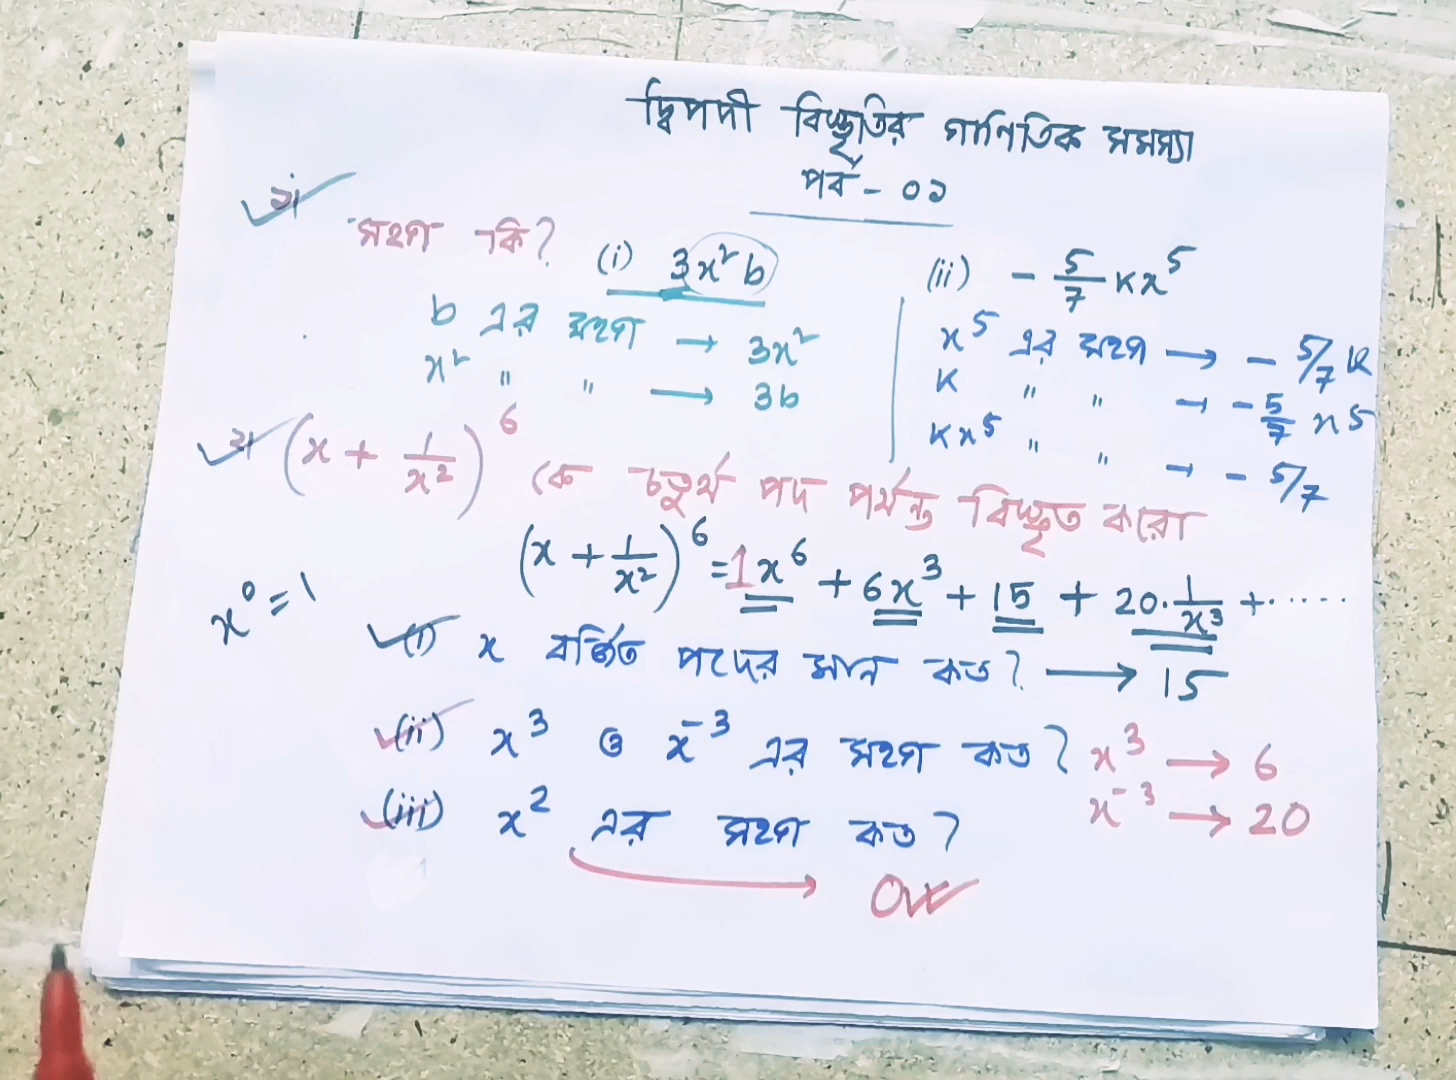 দ্বিপদী বিস্তৃতির গাণিতিক সমস্যা
পর্ব - ০১
১। সহগ কি? (i) 3x²b
b এর সহগ → 3x²
x² " " → 3b
(ii) - 5/7 Kx⁵
x⁵ এর সহগ → - 5/7 K
K " " → - 5/7 x⁵
Kx⁵ " " → - 5/7
২। (x + 1/x²)⁶ কে চতুর্থ পদ পর্যন্ত বিস্তৃত করো
(x + 1/x²)⁶ = 1x⁶ + 6x³ + 15 + 20. 1/x³ + .....
x⁰ = 1
(i) x বর্জিত পদের মান কত? → 15
(ii) x³ ও x⁻³ এর সহগ কত? x³ → 6
x⁻³ → 20
(iii) x² এর সহগ কত?
→ 0